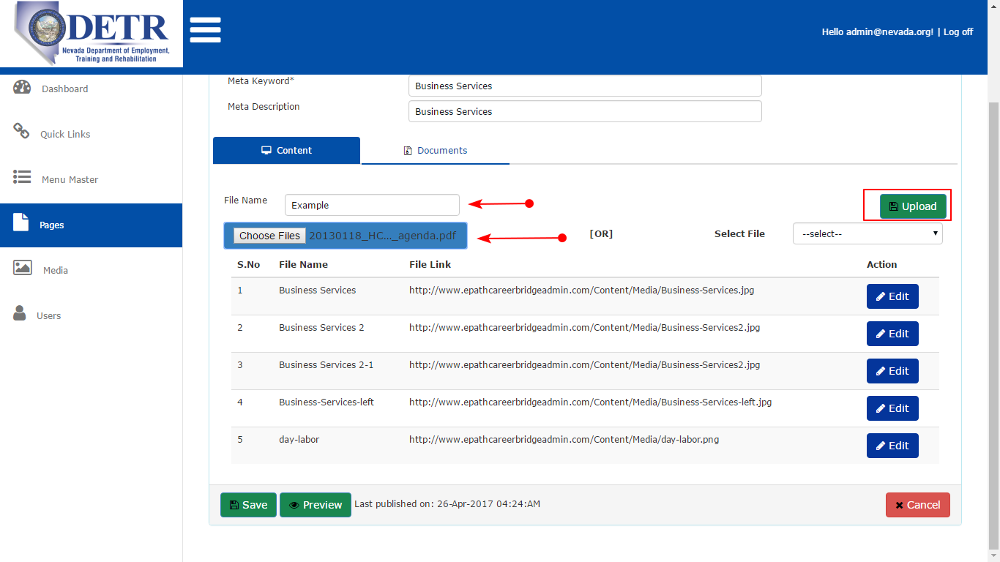 DETR
Nevada Department of Employment,
Training and Rehabilitation
Hello admin@nevada.org! | Log off
Dashboard
Quick Links
Menu Master
Pages
Media
Users
Meta Keyword*
Business Services
Meta Description
Business Services
Content
Documents
File Name
Example
Upload
Choose Files 20130118_HC..._agenda.pdf
[OR]
Select File
--select--
S.No File Name File Link Action
1 Business Services http://www.epathcareerbridgeadmin.com/Content/Media/Business-Services.jpg Edit
2 Business Services 2 http://www.epathcareerbridgeadmin.com/Content/Media/Business-Services2.jpg Edit
3 Business Services 2-1 http://www.epathcareerbridgeadmin.com/Content/Media/Business-Services2.jpg Edit
4 Business-Services-left http://www.epathcareerbridgeadmin.com/Content/Media/Business-Services-left.jpg Edit
5 day-labor http://www.epathcareerbridgeadmin.com/Content/Media/day-labor.png Edit
Save Preview Last published on: 26-Apr-2017 04:24:AM Cancel